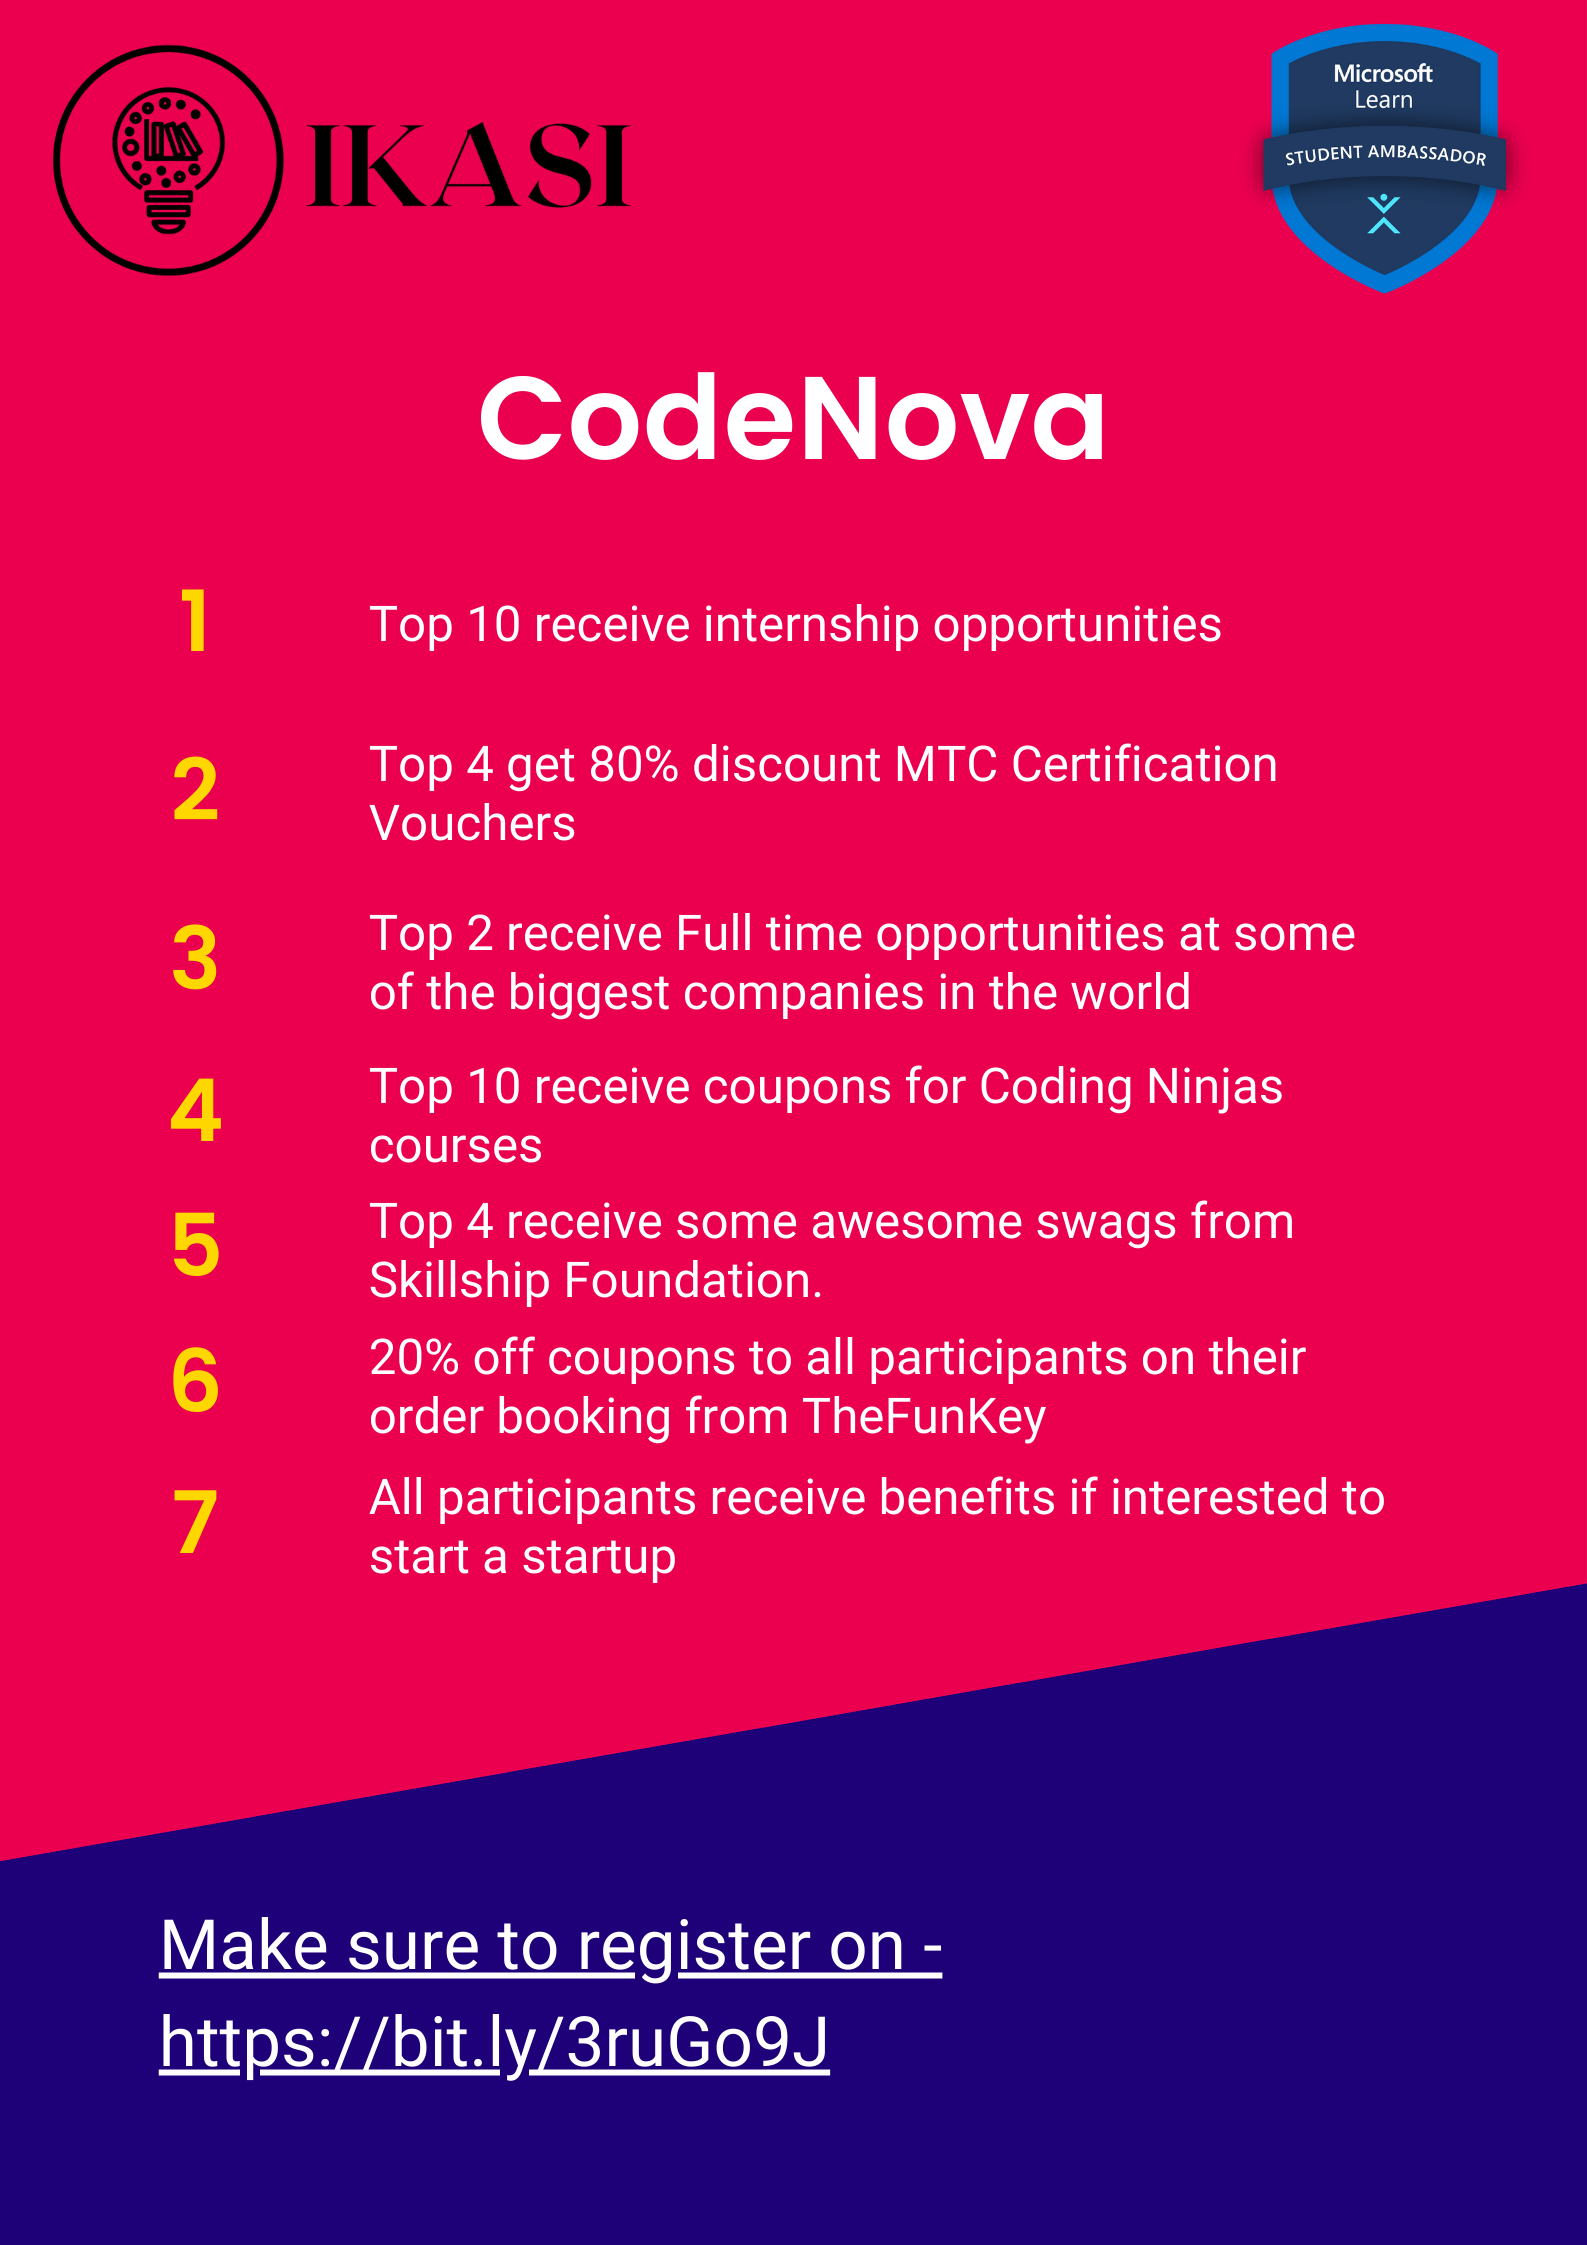 IKASI
Microsoft
Learn
STUDENT AMBASSADOR
CodeNova
1
Top 10 receive internship opportunities
2
Top 4 get 80% discount MTC Certification
Vouchers
3
Top 2 receive Full time opportunities at some
of the biggest companies in the world
4
Top 10 receive coupons for Coding Ninjas
courses
5
Top 4 receive some awesome swags from
Skillship Foundation.
6
20% off coupons to all participants on their
order booking from TheFunKey
7
All participants receive benefits if interested to
start a startup
Make sure to register on -
https://bit.ly/3ruGo9J